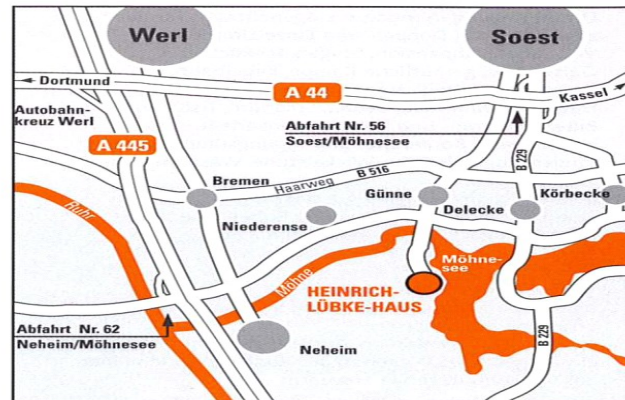 Werl
Soest
Dortmund
A 44
Kassel
Autobahn-
kreuz Werl
Abfahrt Nr. 56
Soest/Möhnesee
A 445
B 229
Bremen
Haarweg
B 516
Günne
Körbecke
Delecke
Niederense
Ruhr
Möhne-
see
Möhne
HEINRICH-
LÜBKE-HAUS
Abfahrt Nr. 62
Neheim/Möhnesee
Neheim
B 229